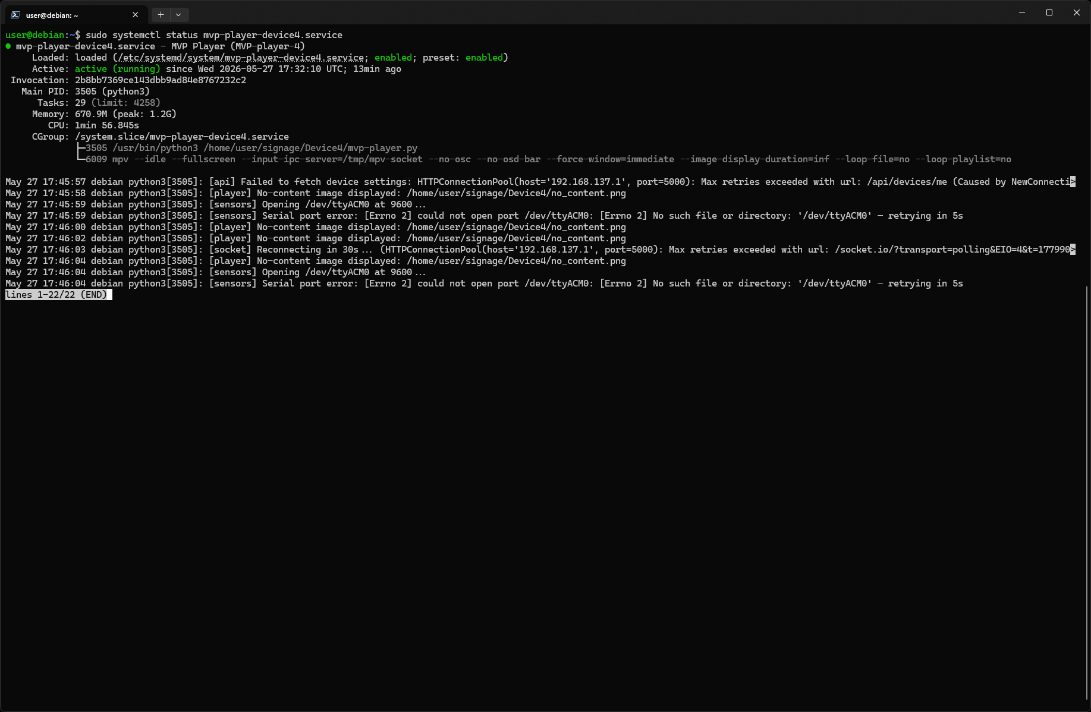 user@debian: ~
user@debian:~$ sudo systemctl status mvp-player-device4.service
● mvp-player-device4.service - MVP Player (MVP-player-4)
Loaded: loaded (/etc/systemd/system/mvp-player-device4.service; enabled; preset: enabled)
Active: active (running) since Wed 2026-05-27 17:32:10 UTC; 13min ago
Invocation: 2b8bb7369ce143dbb9ad84e8767232c2
Main PID: 3505 (python3)
Tasks: 29 (limit: 4258)
Memory: 670.9M (peak: 1.2G)
CPU: 1min 56.845s
CGroup: /system.slice/mvp-player-device4.service
├─3505 /usr/bin/python3 /home/user/signage/Device4/mvp-player.py
└─6009 mpv --idle --fullscreen --input-ipc-server=/tmp/mpv-socket --no-osc --no-osd-bar --force-window=immediate --image-display-duration=inf --loop-file=no --loop-playlist=no
May 27 17:45:57 debian python3[3505]: [api] Failed to fetch device settings: HTTPConnectionPool(host='192.168.137.1', port=5000): Max retries exceeded with url: /api/devices/me (Caused by NewConnecti>
May 27 17:45:58 debian python3[3505]: [player] No-content image displayed: /home/user/signage/Device4/no_content.png
May 27 17:45:59 debian python3[3505]: [sensors] Opening /dev/ttyACM0 at 9600...
May 27 17:45:59 debian python3[3505]: [sensors] Serial port error: [Errno 2] could not open port /dev/ttyACM0: [Errno 2] No such file or directory: '/dev/ttyACM0' - retrying in 5s
May 27 17:46:00 debian python3[3505]: [player] No-content image displayed: /home/user/signage/Device4/no_content.png
May 27 17:46:02 debian python3[3505]: [player] No-content image displayed: /home/user/signage/Device4/no_content.png
May 27 17:46:03 debian python3[3505]: [socket] Reconnecting in 30s... (HTTPConnectionPool(host='192.168.137.1', port=5000): Max retries exceeded with url: /socket.io/?transport=polling&EIO=4&t=177990>
May 27 17:46:04 debian python3[3505]: [player] No-content image displayed: /home/user/signage/Device4/no_content.png
May 27 17:46:04 debian python3[3505]: [sensors] Opening /dev/ttyACM0 at 9600...
May 27 17:46:04 debian python3[3505]: [sensors] Serial port error: [Errno 2] could not open port /dev/ttyACM0: [Errno 2] No such file or directory: '/dev/ttyACM0' - retrying in 5s
lines 1-22/22 (END)